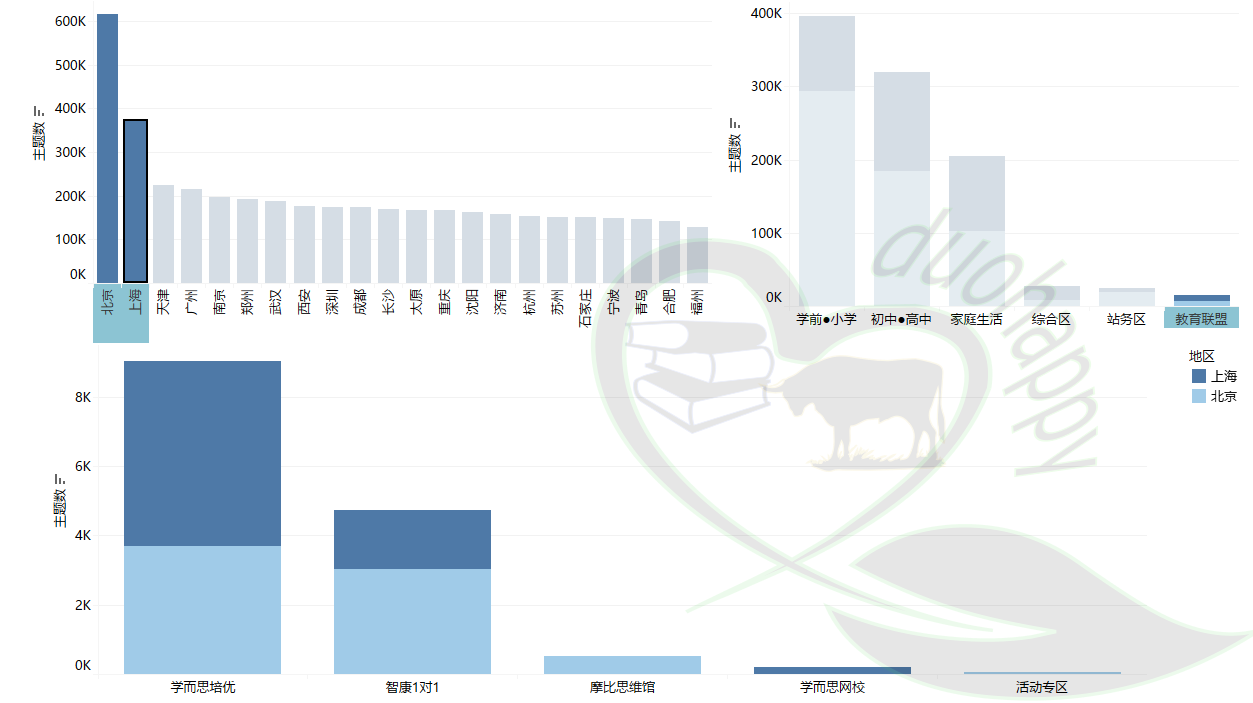 600K
500K
400K
300K
200K
100K
0K
主题数
北京
上海
天津
广州
南京
郑州
武汉
西安
深圳
成都
长沙
太原
重庆
沈阳
济南
杭州
苏州
石家庄
宁波
青岛
合肥
福州
400K
300K
200K
100K
0K
主题数
学前●小学 初中●高中 家庭生活 综合区 站务区 教育联盟
地区
上海
北京
8K
6K
4K
2K
0K
主题数
学而思培优 智康1对1 摩比思维馆 学而思网校 活动专区
duohappy